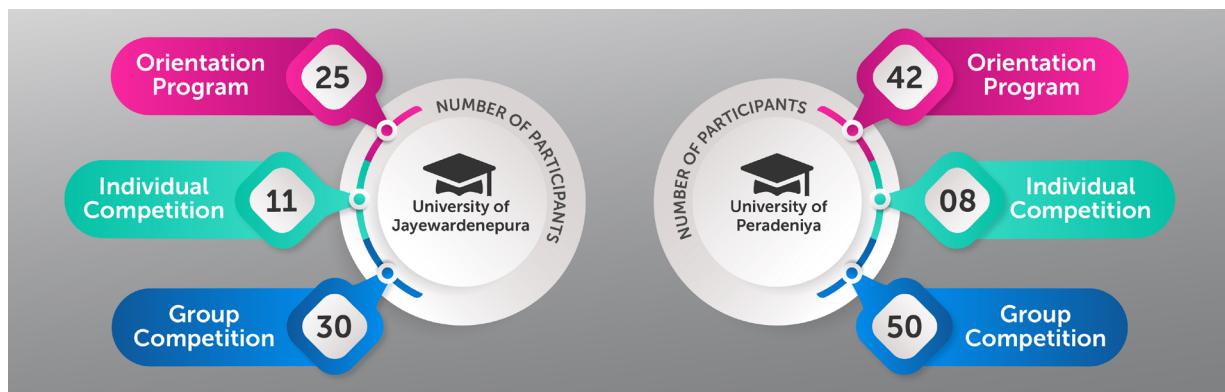 Orientation
Program
25
NUMBER OF PARTICIPANTS
Individual
Competition
11
University of
Jayewardenepura
Group
Competition
30
42
Orientation
Program
NUMBER OF PARTICIPANTS
University of
Peradeniya
08
Individual
Competition
50
Group
Competition